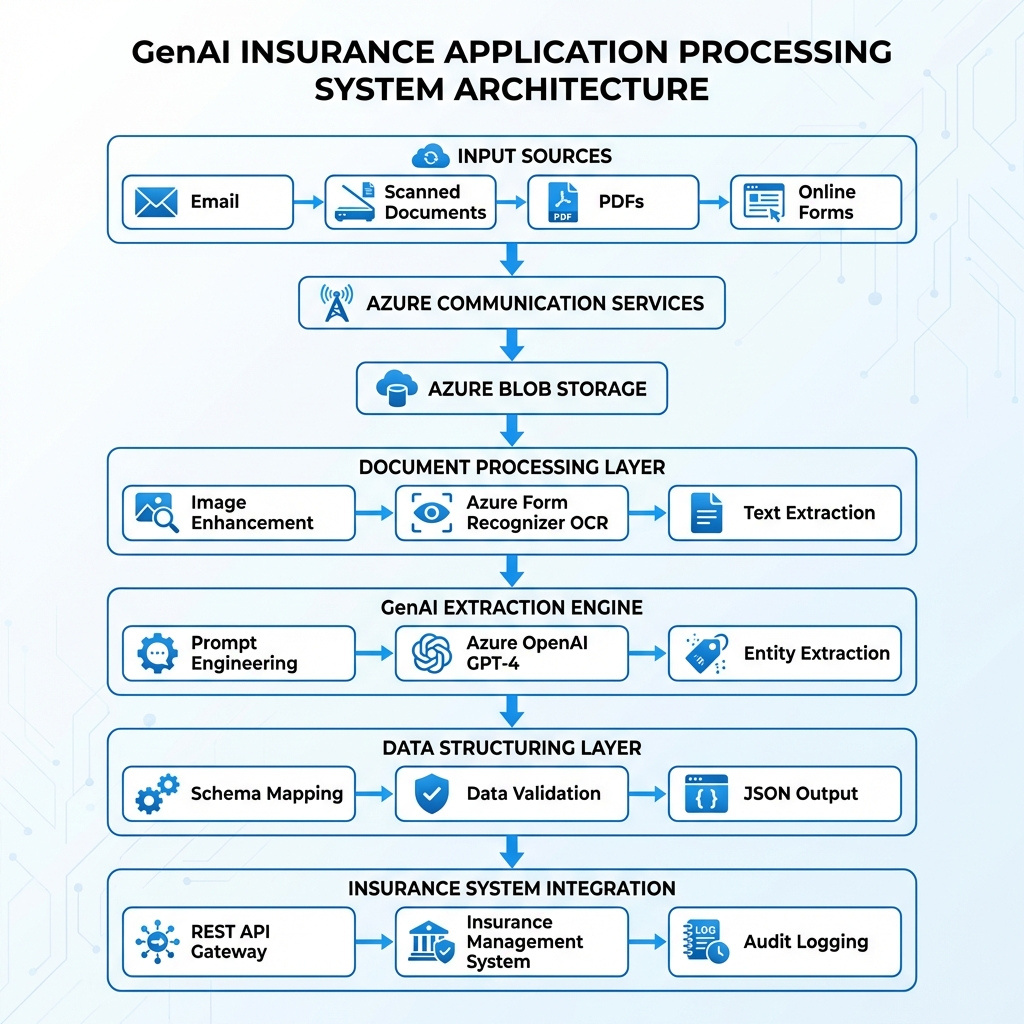 GenAI INSURANCE APPLICATION PROCESSING
SYSTEM ARCHITECTURE
INPUT SOURCES
Email
Scanned
Documents
PDF
PDFs
Online
Forms
AZURE COMMUNICATION SERVICES
AZURE BLOB STORAGE
DOCUMENT PROCESSING LAYER
Image
Enhancement
Azure Form
Recognizer OCR
Text Extraction
GenAI EXTRACTION ENGINE
Prompt
Engineering
Azure OpenAI
GPT-4
Entity Extraction
DATA STRUCTURING LAYER
Schema Mapping
Data Validation
{ }
JSON Output
INSURANCE SYSTEM INTEGRATION
REST API
Gateway
Insurance
Management
System
LOG
Audit Logging